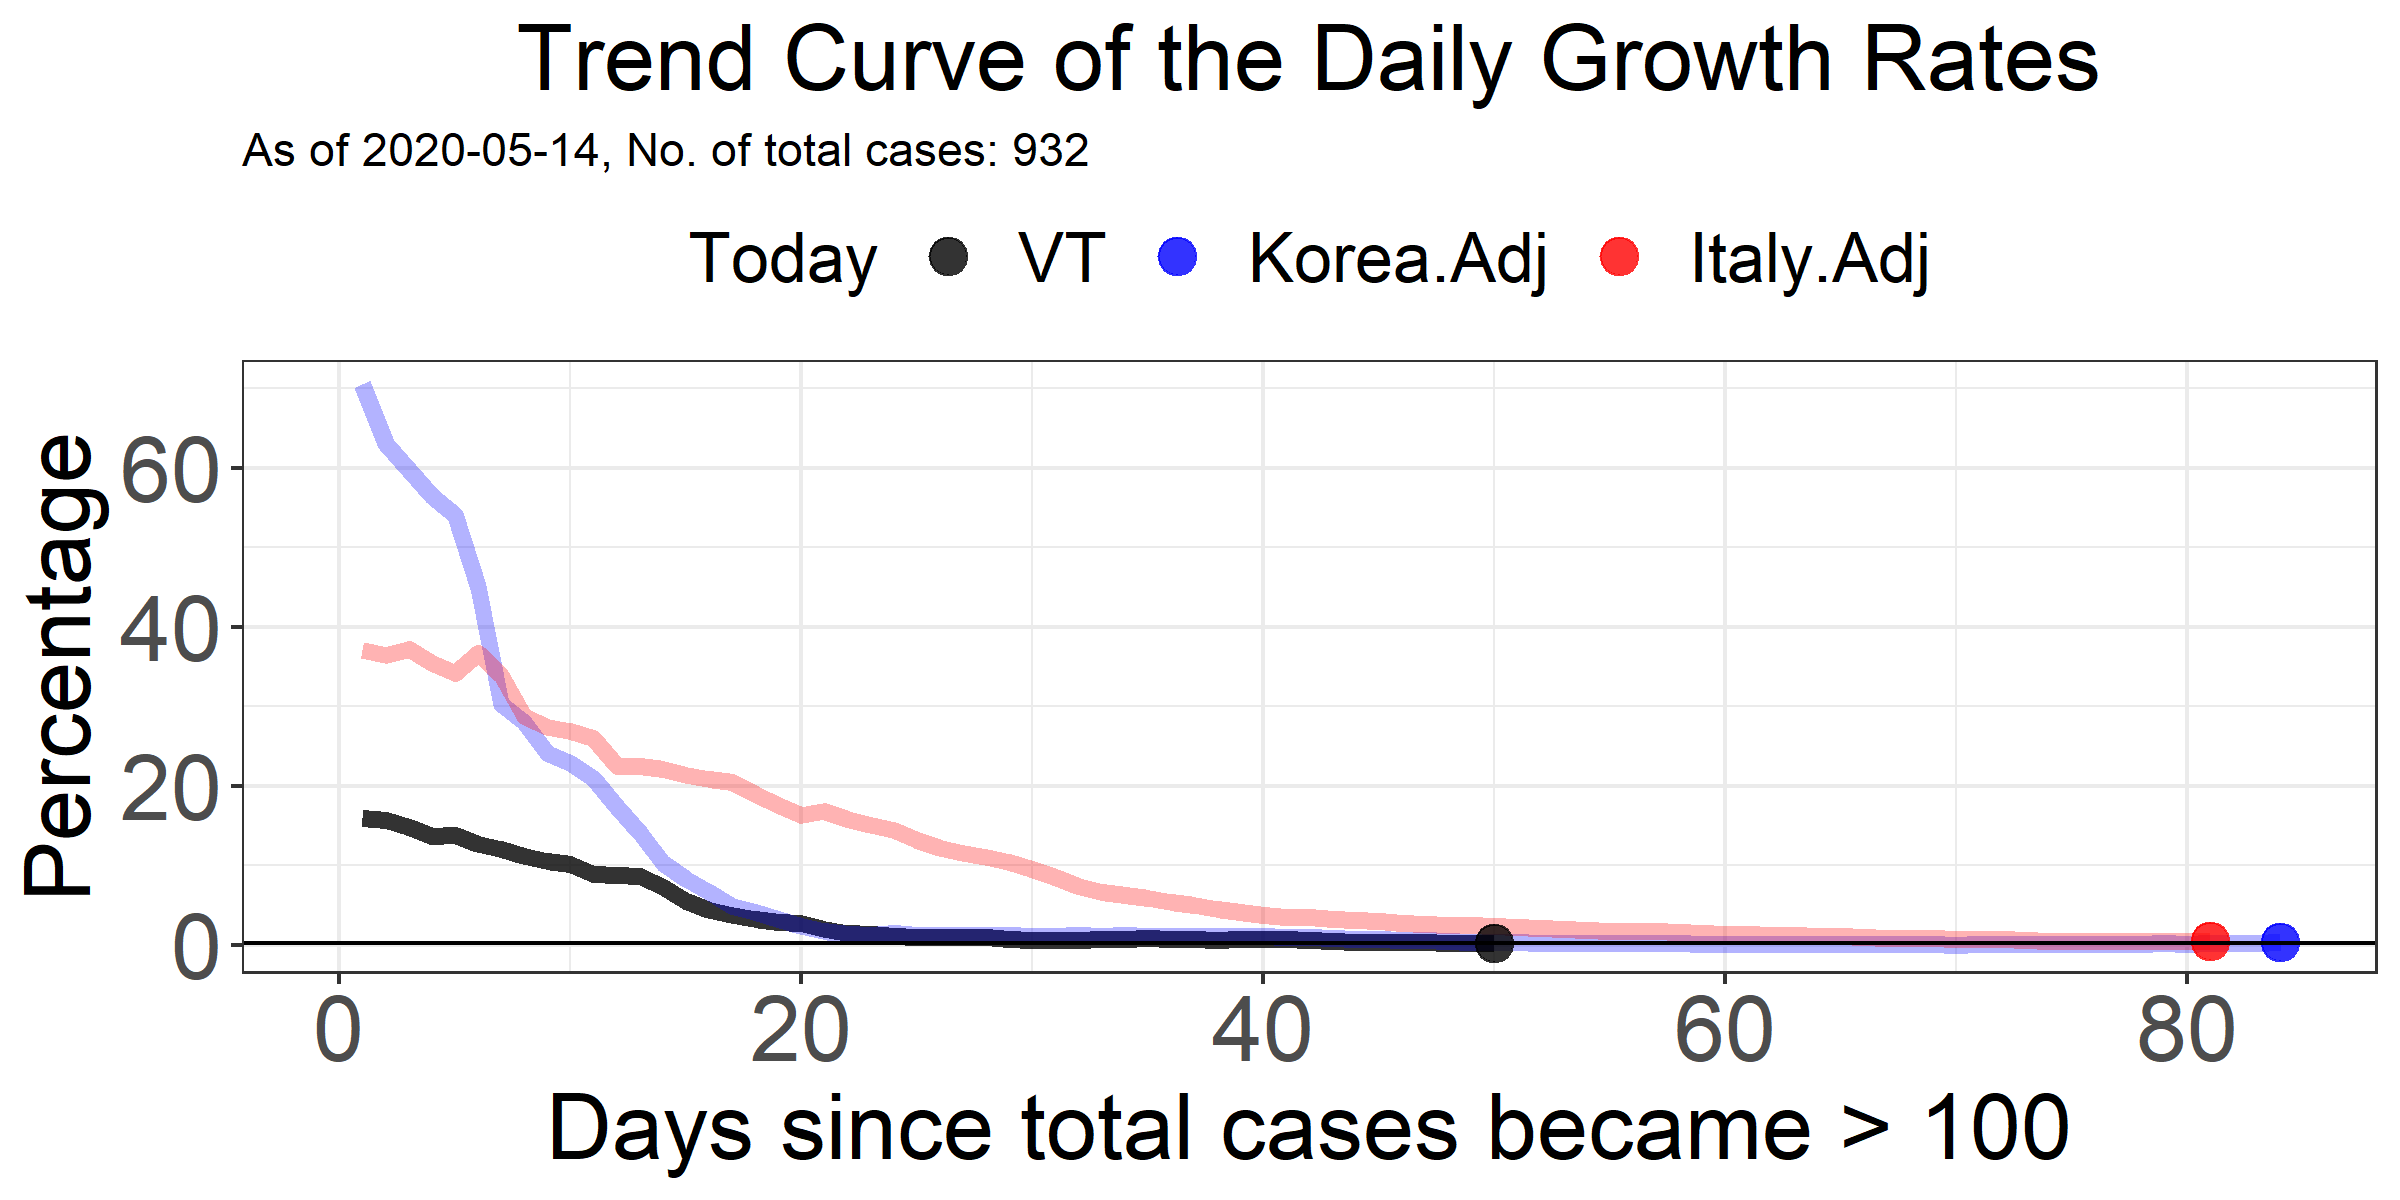 Trend Curve of the Daily Growth Rates
As of 2020-05-14, No. of total cases: 932
Today VT Korea.Adj Italy.Adj
Percentage
60
40
20
0
0 20 40 60 80
Days since total cases became > 100